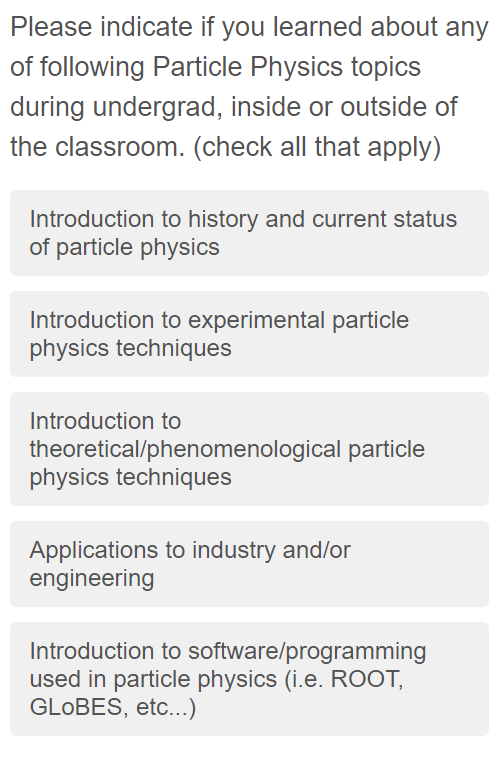 Please indicate if you learned about any
of following Particle Physics topics
during undergrad, inside or outside of
the classroom. (check all that apply)
Introduction to history and current status
of particle physics
Introduction to experimental particle
physics techniques
Introduction to
theoretical/phenomenological particle
physics techniques
Applications to industry and/or
engineering
Introduction to software/programming
used in particle physics (i.e. ROOT,
GLoBES, etc...)